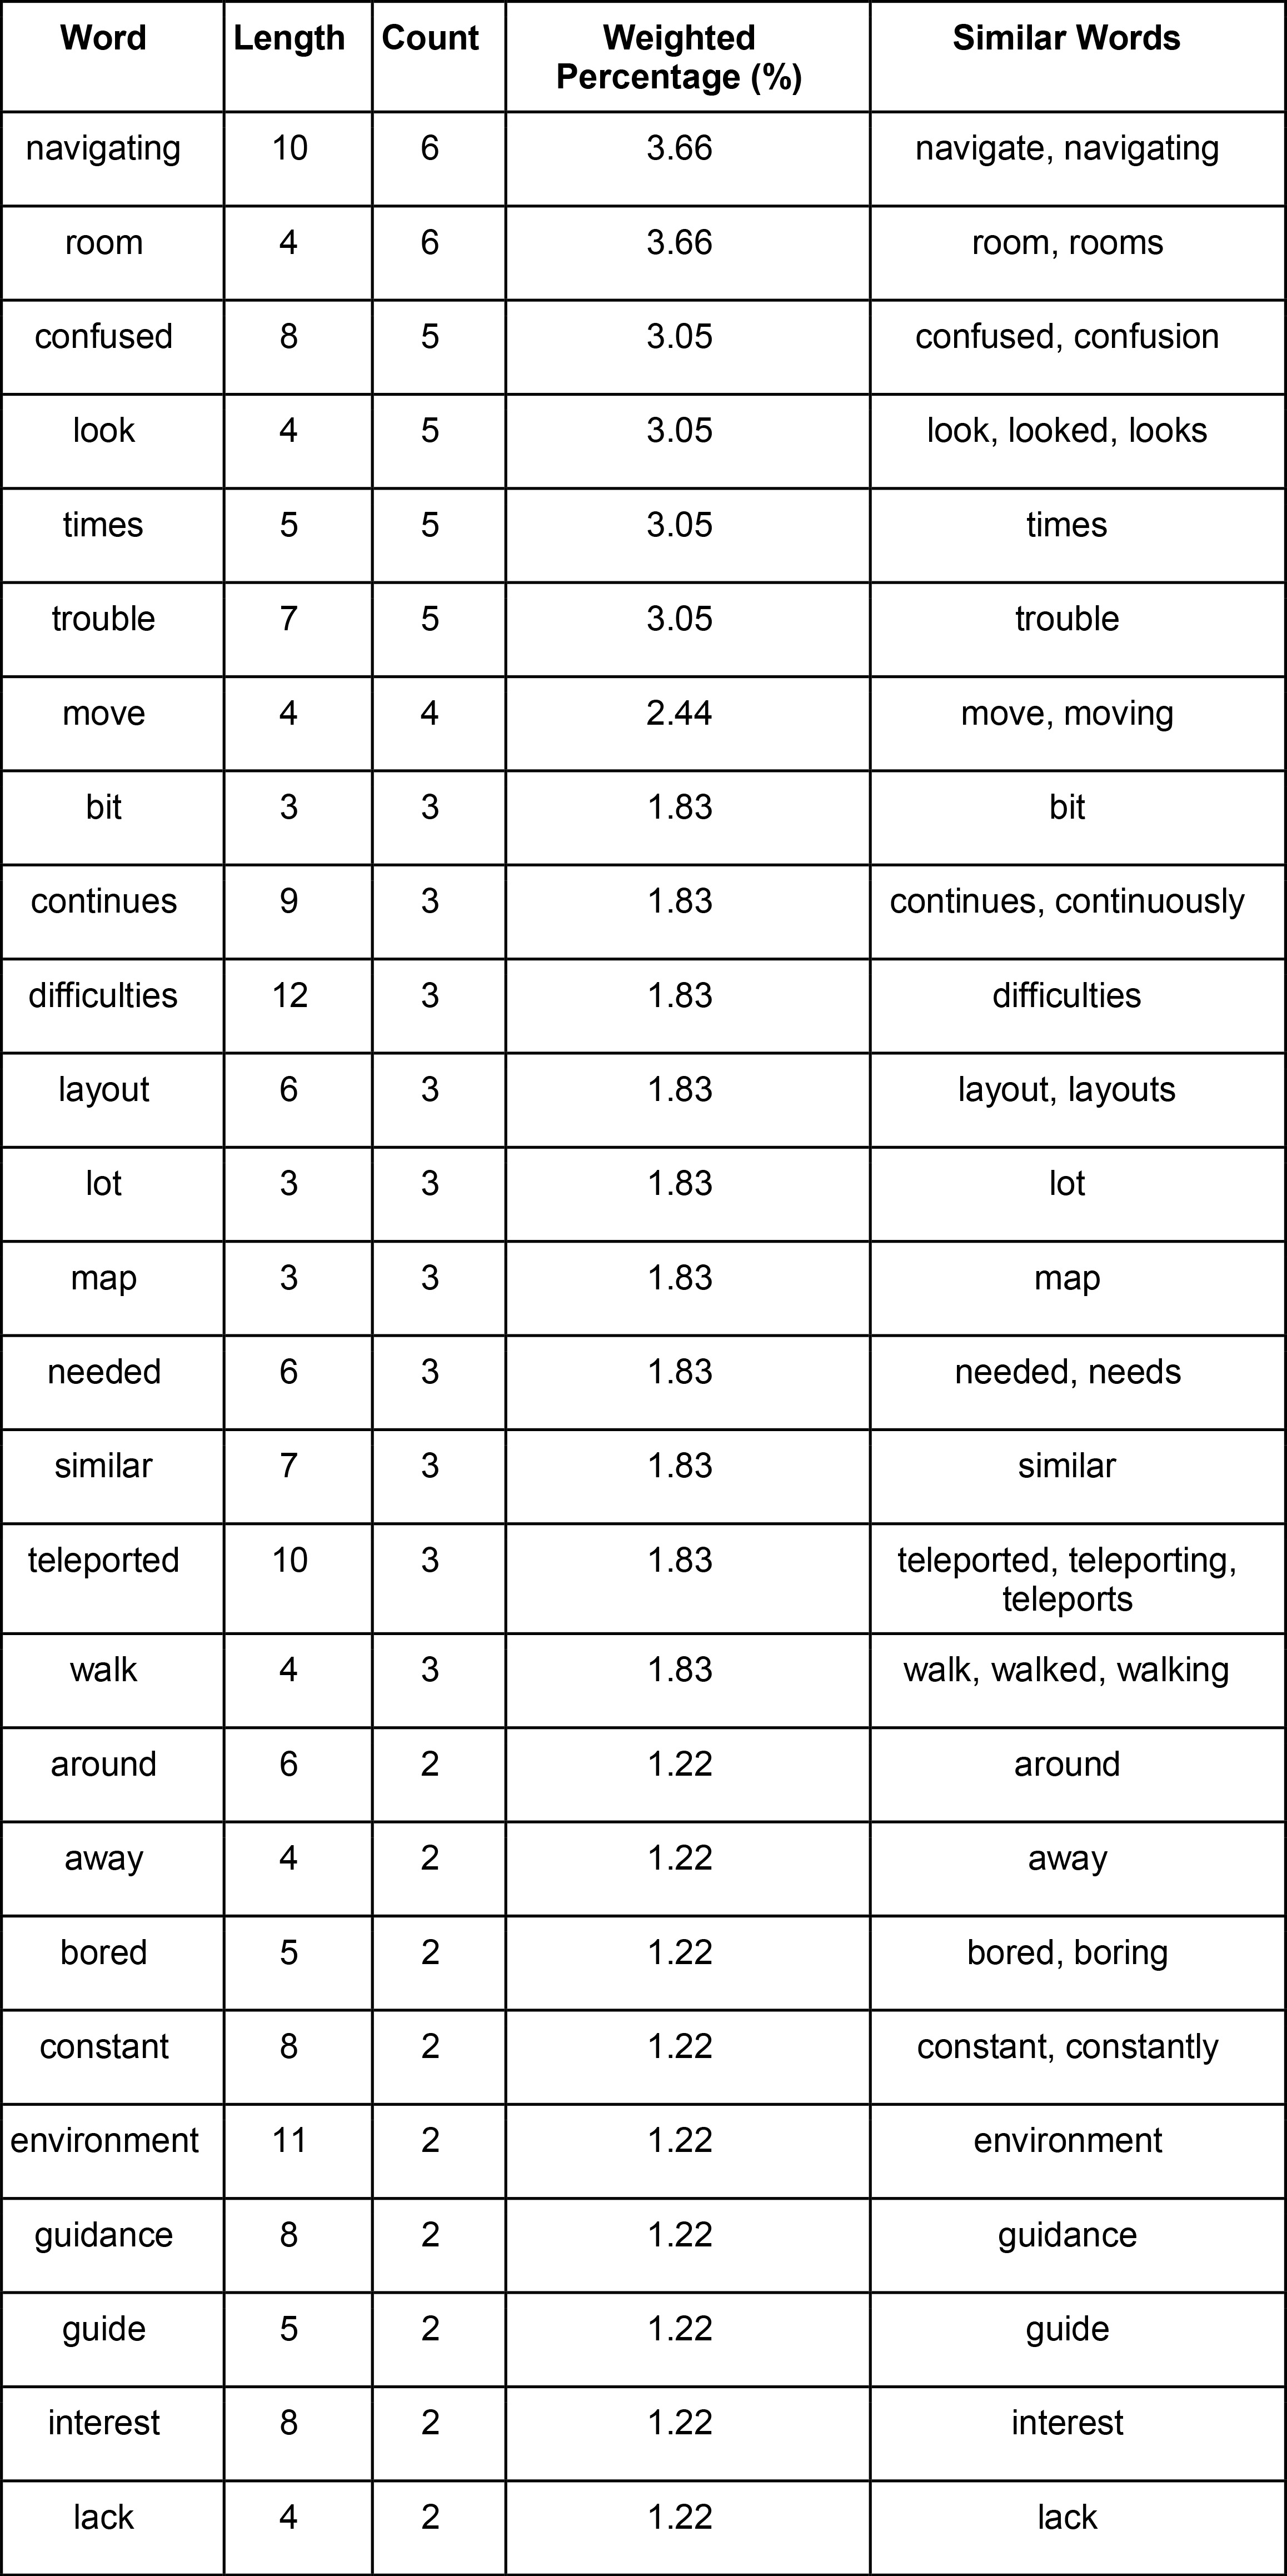 Word Length Count Weighted Percentage (%) Similar Words
navigating 10 6 3.66 navigate, navigating
room 4 6 3.66 room, rooms
confused 8 5 3.05 confused, confusion
look 4 5 3.05 look, looked, looks
times 5 5 3.05 times
trouble 7 5 3.05 trouble
move 4 4 2.44 move, moving
bit 3 3 1.83 bit
continues 9 3 1.83 continues, continuously
difficulties 12 3 1.83 difficulties
layout 6 3 1.83 layout, layouts
lot 3 3 1.83 lot
map 3 3 1.83 map
needed 6 3 1.83 needed, needs
similar 7 3 1.83 similar
teleported 10 3 1.83 teleported, teleporting,
teleports
walk 4 3 1.83 walk, walked, walking
around 6 2 1.22 around
away 4 2 1.22 away
bored 5 2 1.22 bored, boring
constant 8 2 1.22 constant, constantly
environment 11 2 1.22 environment
guidance 8 2 1.22 guidance
guide 5 2 1.22 guide
interest 8 2 1.22 interest
lack 4 2 1.22 lack